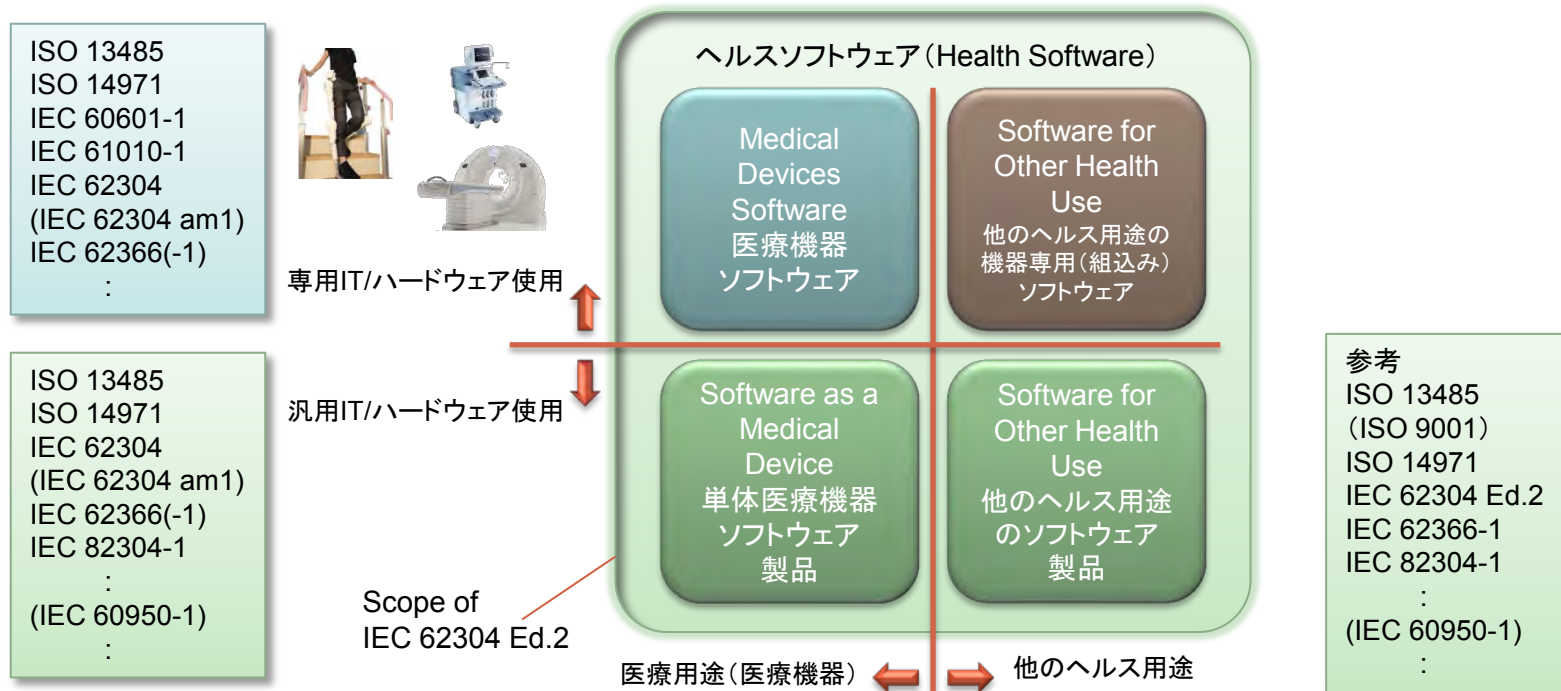 ISO 13485
ISO 14971
IEC 60601-1
IEC 61010-1
IEC 62304
(IEC 62304 am1)
IEC 62366(-1)
:
専用IT/ハードウェア使用
ヘルスソフトウェア(Health Software)
Medical
Devices
Software
医療機器
ソフトウェア
Software for
Other Health
Use
他のヘルス用途の
機器専用(組込み)
ソフトウェア
ISO 13485
ISO 14971
IEC 62304
(IEC 62304 am1)
IEC 62366(-1)
IEC 82304-1
:
(IEC 60950-1)
:
汎用IT/ハードウェア使用
Software as a
Medical
Device
単体医療機器
ソフトウェア
製品
Software for
Other Health
Use
他のヘルス用途
のソフトウェア
製品
Scope of
IEC 62304 Ed.2
医療用途(医療機器)
他のヘルス用途
参考
ISO 13485
(ISO 9001)
ISO 14971
IEC 62304 Ed.2
IEC 62366-1
IEC 82304-1
:
(IEC 60950-1)
: